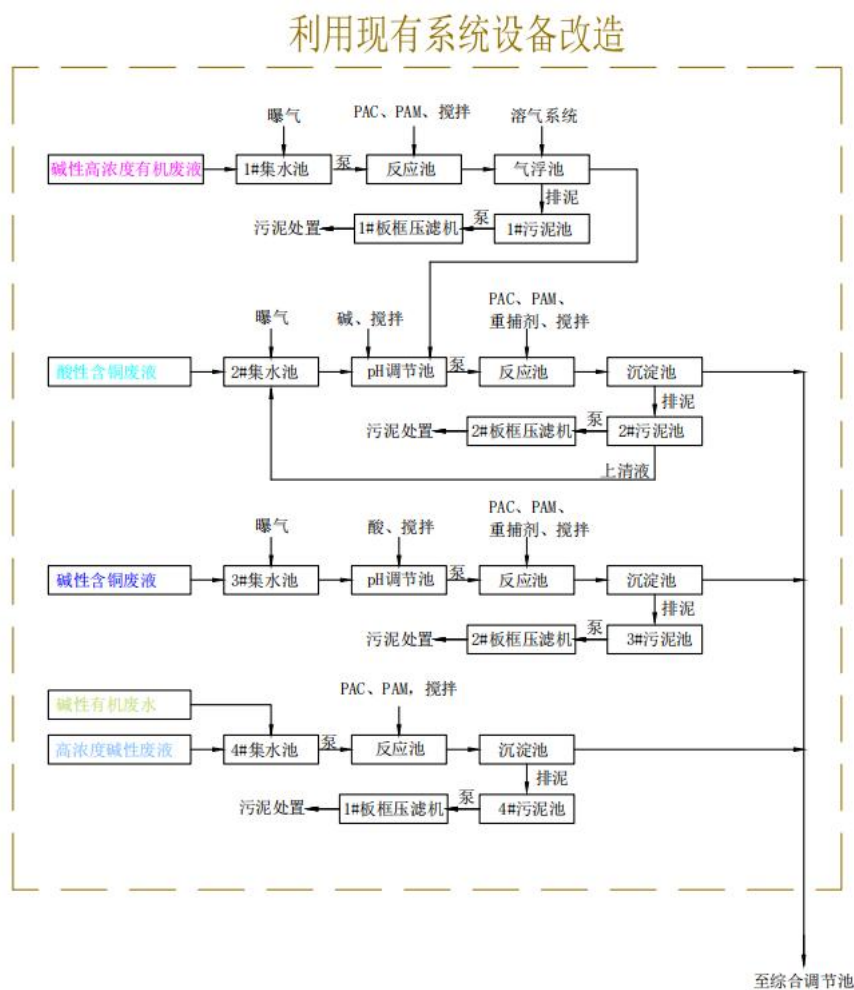 利用现有系统设备改造
曝气
PAC、PAM、搅拌
溶气系统
碱性高浓度有机废液
1#集水池
泵
反应池
气浮池
排泥
污泥处置
1#板框压滤机
泵
1#污泥池
曝气
碱、搅拌
PAC、PAM、
重捕剂、搅拌
酸性含铜废液
2#集水池
pH调节池
泵
反应池
沉淀池
排泥
污泥处置
2#板框压滤机
泵
2#污泥池
上清液
曝气
酸、搅拌
PAC、PAM、
重捕剂、搅拌
碱性含铜废液
3#集水池
pH调节池
泵
反应池
沉淀池
排泥
污泥处置
2#板框压滤机
泵
3#污泥池
碱性有机废水
PAC、PAM，搅拌
高浓度碱性废液
4#集水池
泵
反应池
沉淀池
排泥
污泥处置
1#板框压滤机
泵
4#污泥池
至综合调节池